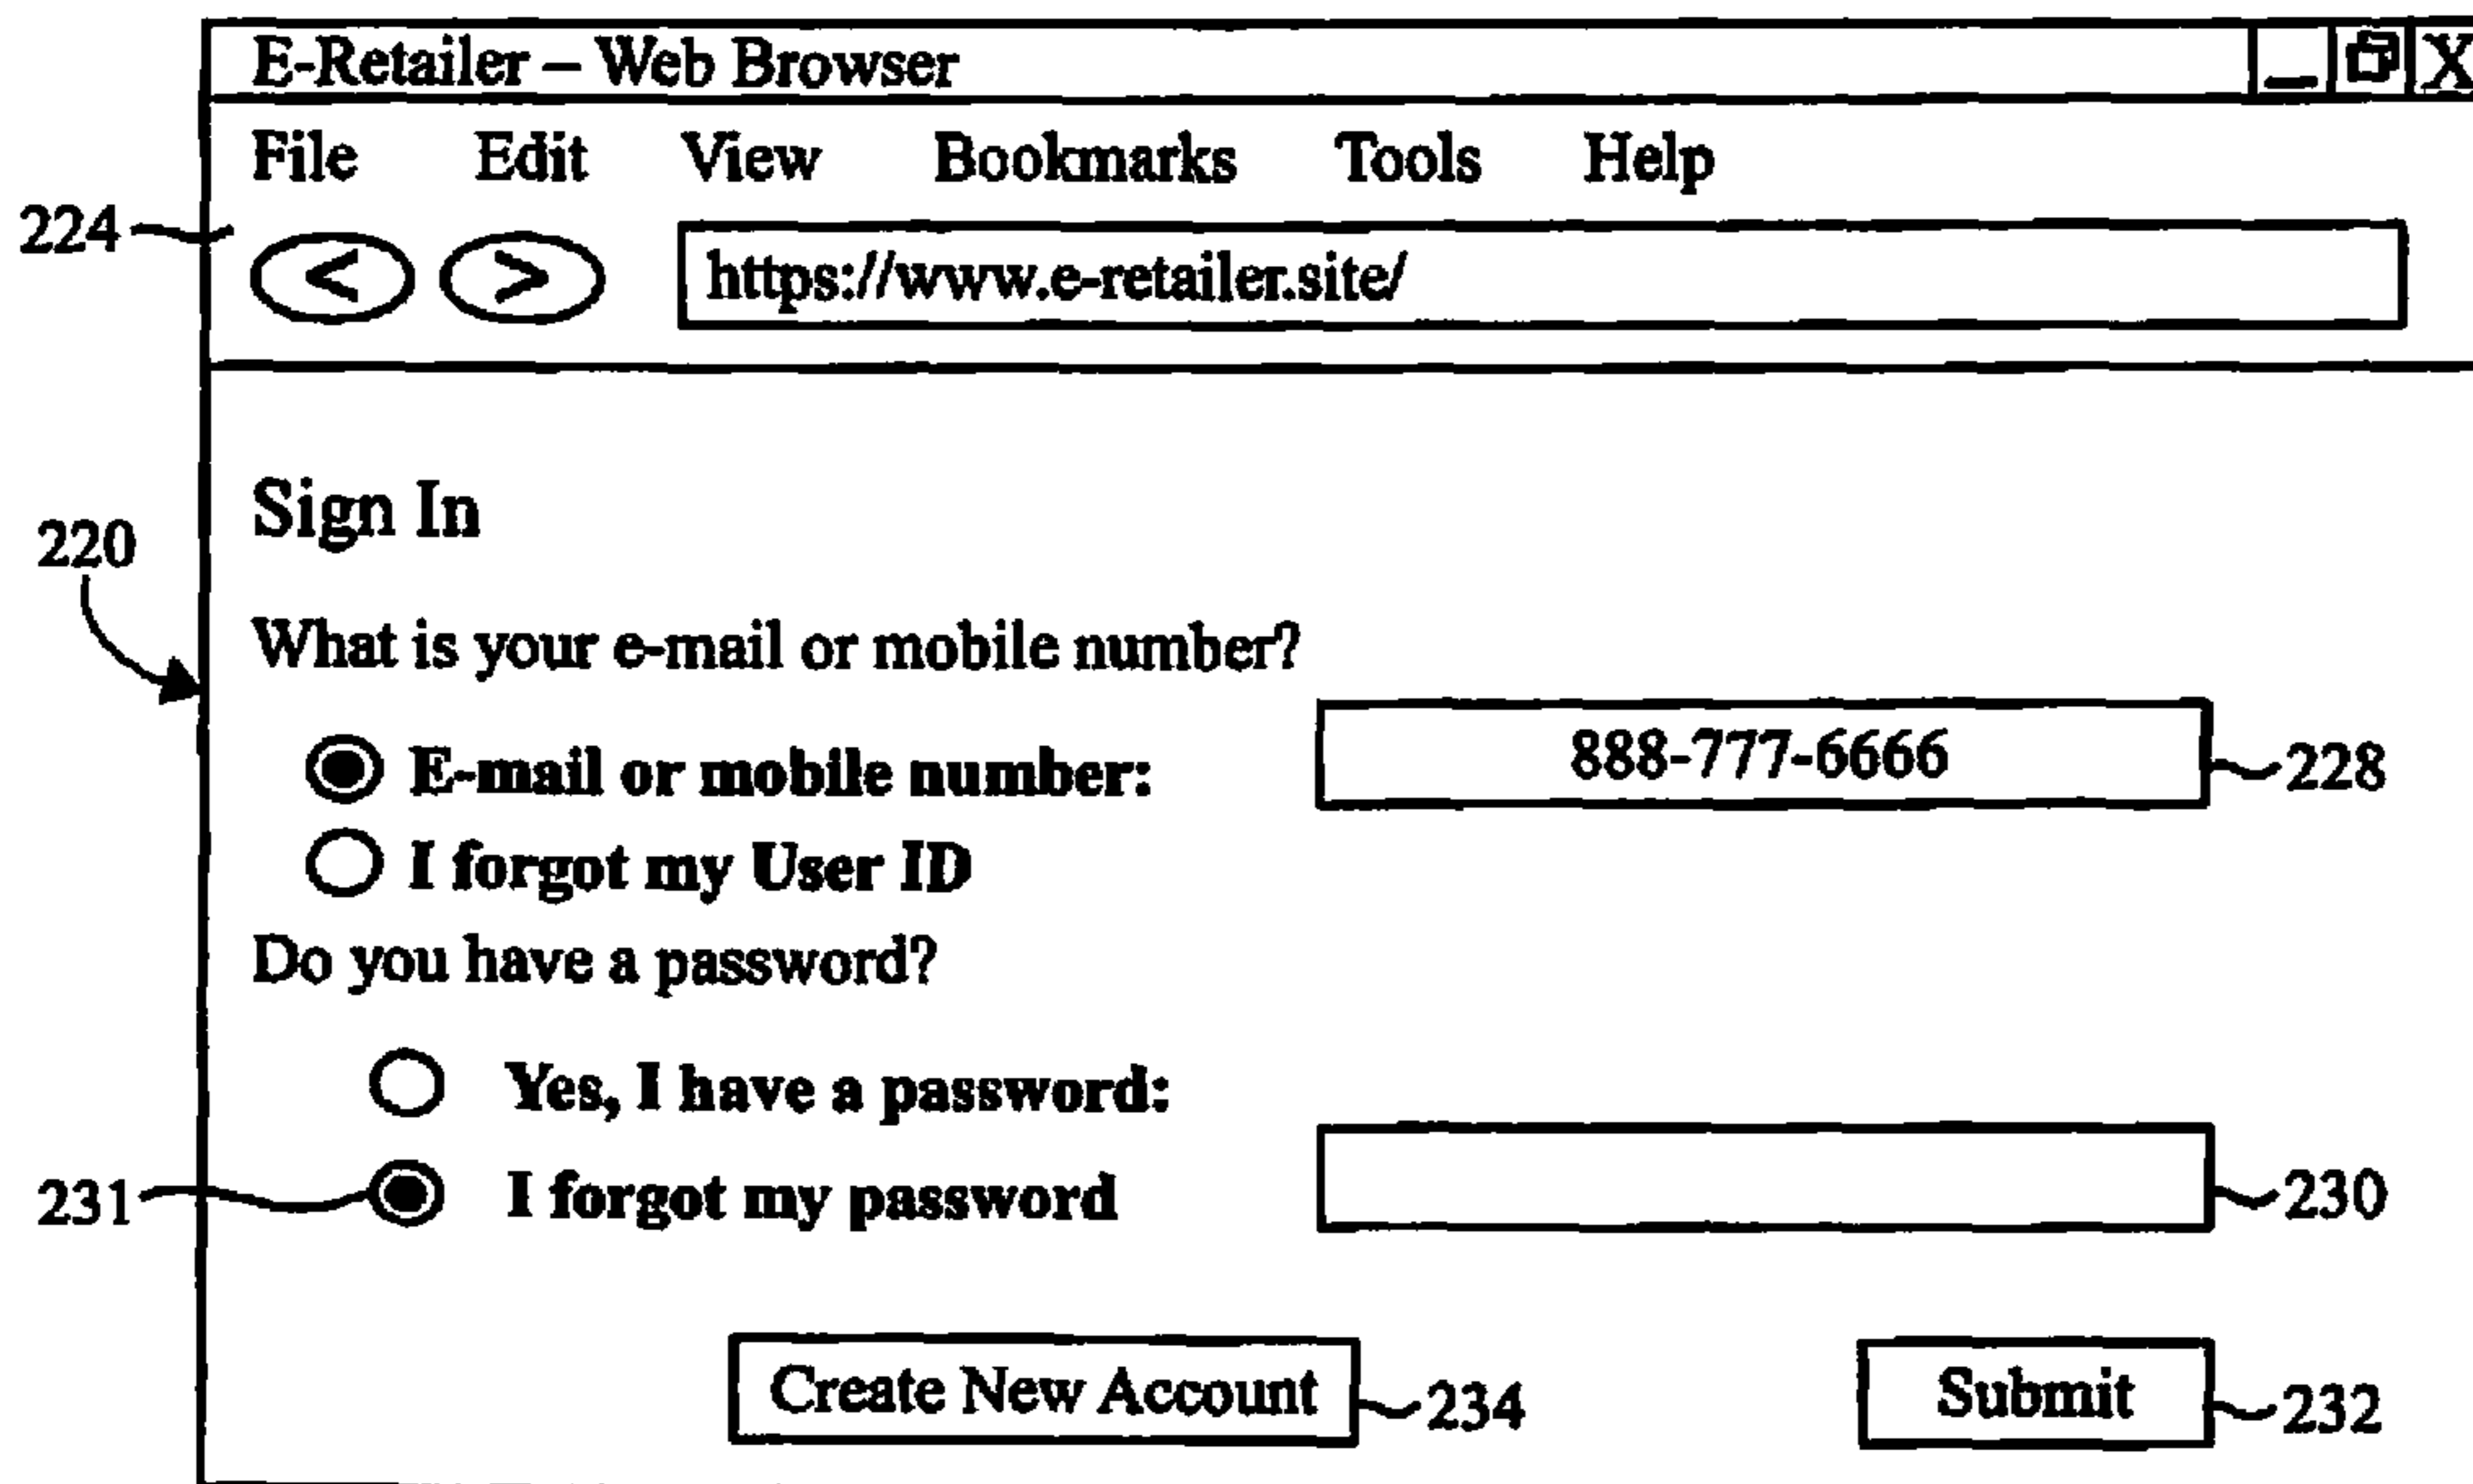 E-Retailer – Web Browser X
File Edit View Bookmarks Tools Help
224
< > https://www.e-retailer.site/
Sign In
220
What is your e-mail or mobile number?
E-mail or mobile number: 888-777-6666 228
I forgot my User ID
Do you have a password?
Yes, I have a password:
231 I forgot my password 230
Create New Account 234 Submit 232